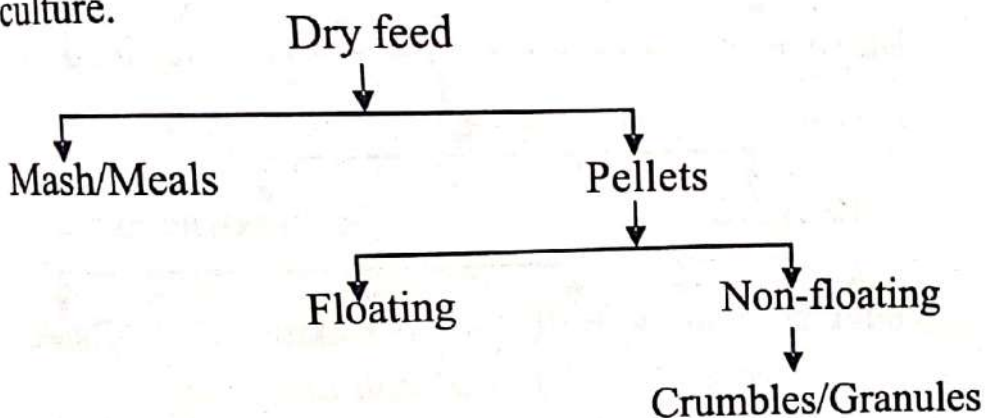 culture.
Dry feed
Mash/Meals
Pellets
Floating
Non-floating
Crumbles/Granules